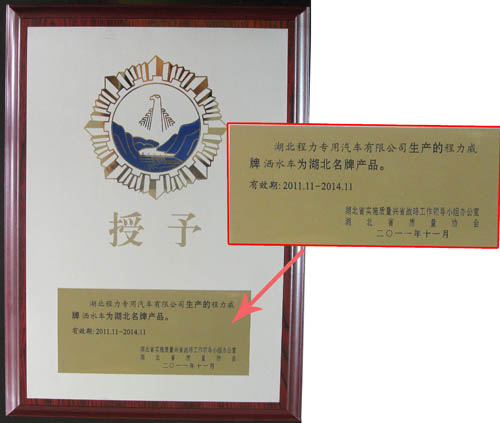 授予
湖北程力专用汽车有限公司生产的程力威
牌洒水车为湖北名牌产品。
有效期:2011.11-2014.11
湖北省实施质量兴省战略工作领导小组办公室
湖北省质量协会
二〇一一年十一月
湖北程力专用汽车有限公司生产的程力威
牌洒水车为湖北名牌产品。
有效期:2011.11-2014.11
湖北省实施质量兴省战略工作领导小组办公室
湖北省质量协会
二〇一一年十一月